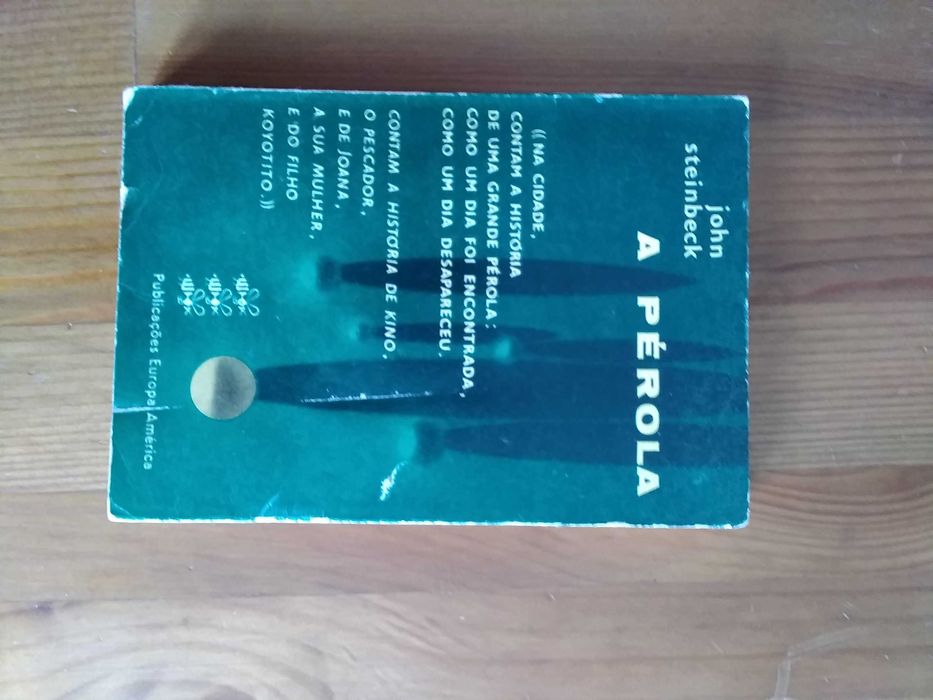 john
steinbeck
A PÉROLA
((NA CIDADE,
CONTAM A HISTÓRIA
DE UMA GRANDE PÉROLA:
COMO UM DIA FOI ENCONTRADA,
COMO UM DIA DESAPARECEU.
CONTAM A HISTÓRIA DE KINO,
O PESCADOR,
E DE JOANA,
A SUA MULHER,
E DO FILHO
KOYOTITO.))
Publicações Europa América